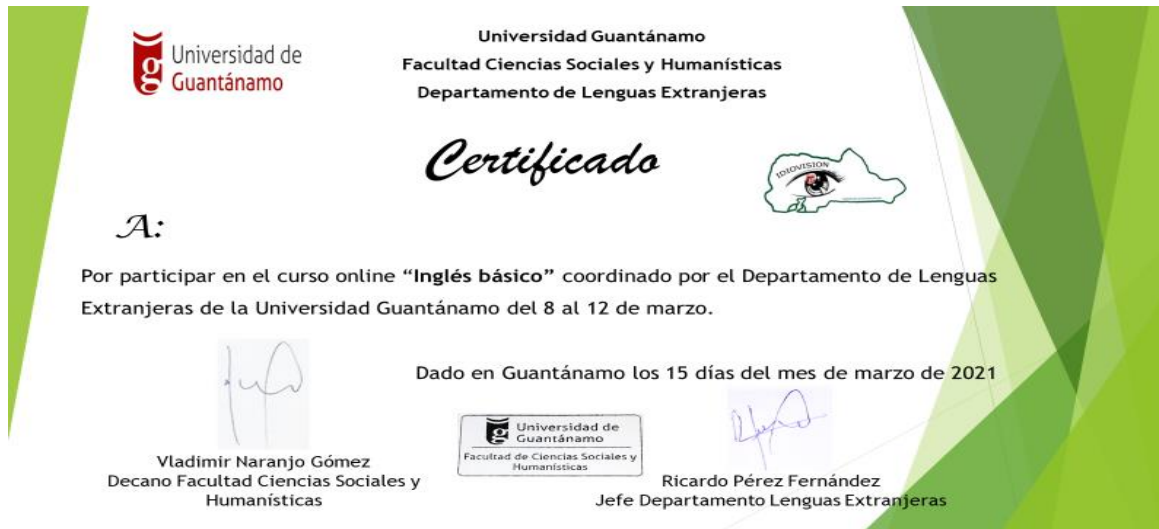 Universidad de
Guantánamo
Universidad Guantánamo
Facultad Ciencias Sociales y Humanísticas
Departamento de Lenguas Extranjeras
Certificado
IDIOVISION
A:
Por participar en el curso online “Inglés básico” coordinado por el Departamento de Lenguas
Extranjeras de la Universidad Guantánamo del 8 al 12 de marzo.
Dado en Guantánamo los 15 días del mes de marzo de 2021
Universidad de
Guantánamo
Facultad de Ciencias Sociales y
Humanísticas
Vladimir Naranjo Gómez
Decano Facultad Ciencias Sociales y
Humanísticas
Ricardo Pérez Fernández
Jefe Departamento Lenguas Extranjeras